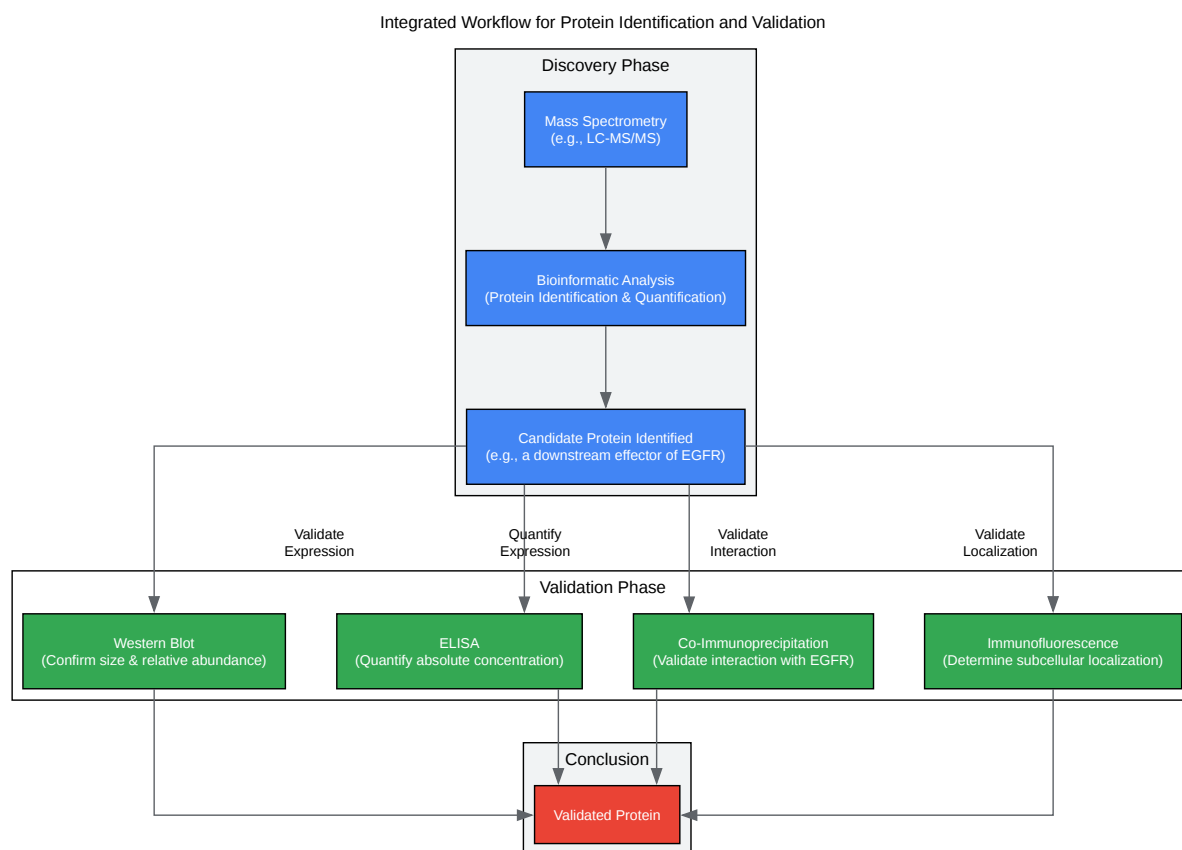 Integrated Workflow for Protein Identification and Validation
Discovery Phase
Mass Spectrometry
(e.g., LC-MS/MS)
Bioinformatic Analysis
(Protein Identification & Quantification)
Candidate Protein Identified
(e.g., a downstream effector of EGFR)
Validate
Expression
Quantify
Expression
Validate
Interaction
Validate
Localization
Validation Phase
Western Blot
(Confirm size & relative abundance)
ELISA
(Quantify absolute concentration)
Co-Immunoprecipitation
(Validate interaction with EGFR)
Immunofluorescence
(Determine subcellular localization)
Conclusion
Validated Protein